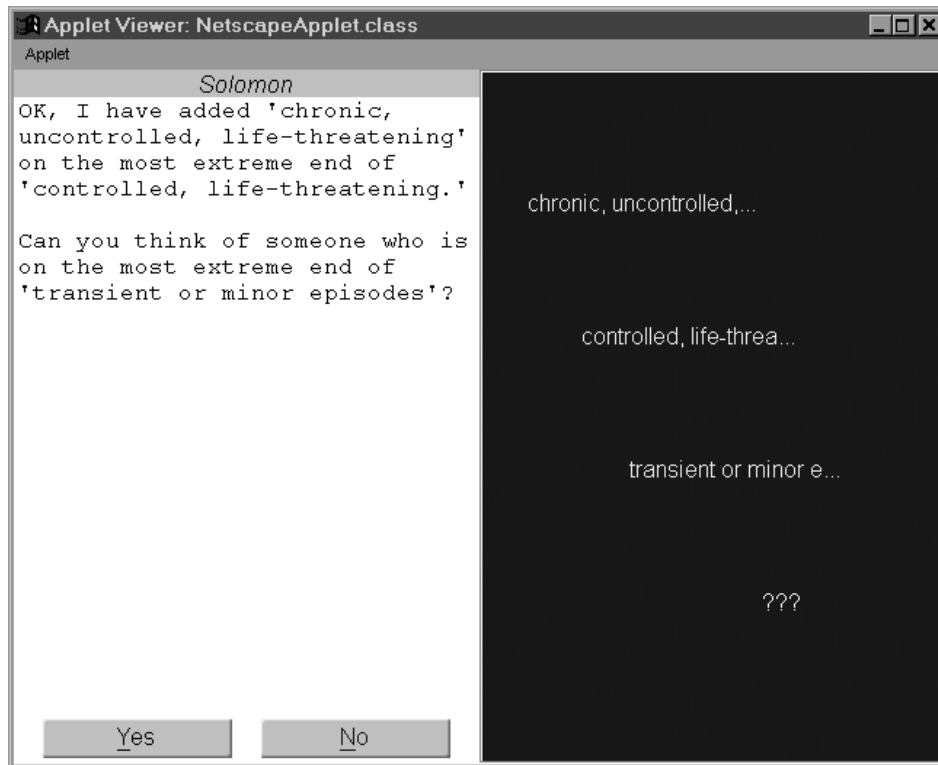 Applet Viewer: NetscapeApplet.class
Applet
Solomon
OK, I have added 'chronic,
uncontrolled, life-threatening'
on the most extreme end of
'controlled, life-threatening.'
Can you think of someone who is
on the most extreme end of
'transient or minor episodes'?
Yes
No
chronic, uncontrolled,...
controlled, life-threa...
transient or minor e...
???